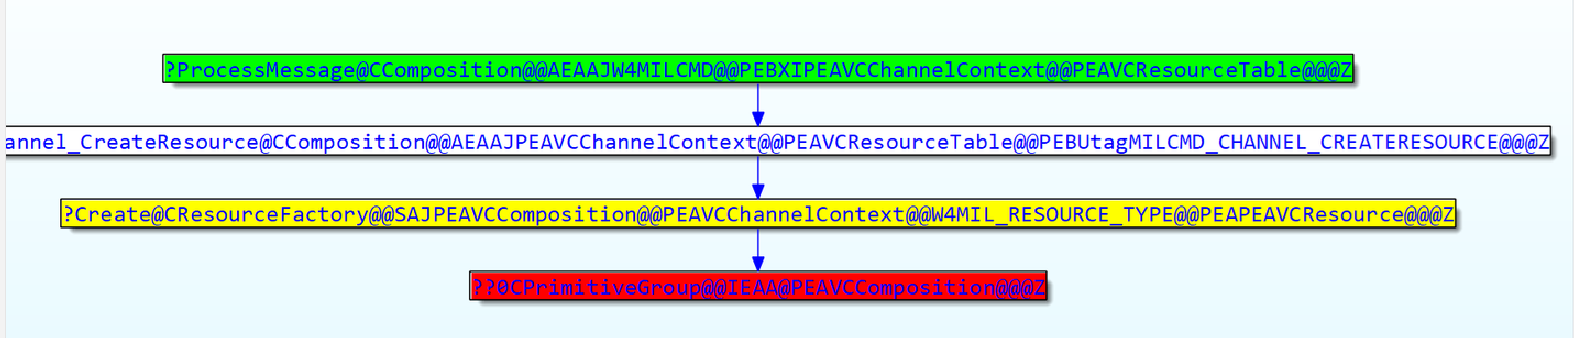 ?ProcessMessage@CComposition@@AEAAJW4MILCMD@@PEBXIPEAVCChannelContext@@PEAVCResourceTable@@@Z
annel_CreateResource@CComposition@@AEAAJPEAVCChannelContext@@PEAVCResourceTable@@PEBUtagMILCMD_CHANNEL_CREATERESOURCE@@@Z
?Create@CResourceFactory@@SAJPEAVCComposition@@PEAVCChannelContext@@W4MIL_RESOURCE_TYPE@@PEAPEAVCResource@@@Z
??0CPrimitiveGroup@@IEAA@PEAVCComposition@@@Z